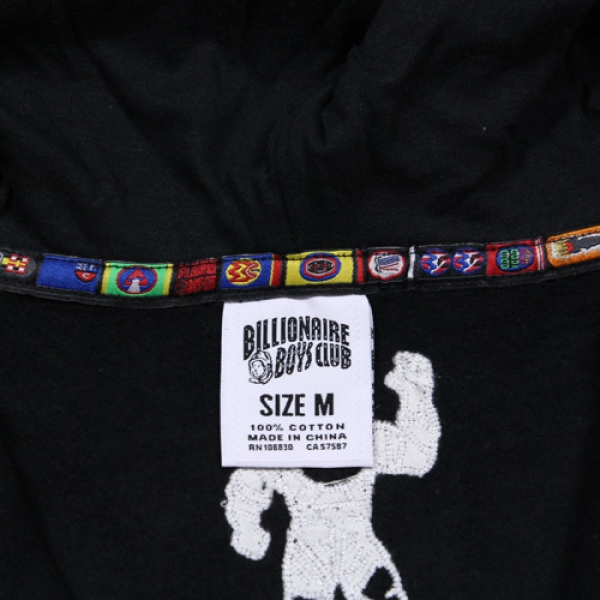 BILLIONAIRE
BOYS CLUB
SIZE M
100% COTTON
MADE IN CHINA
RN 106830 CA 57587